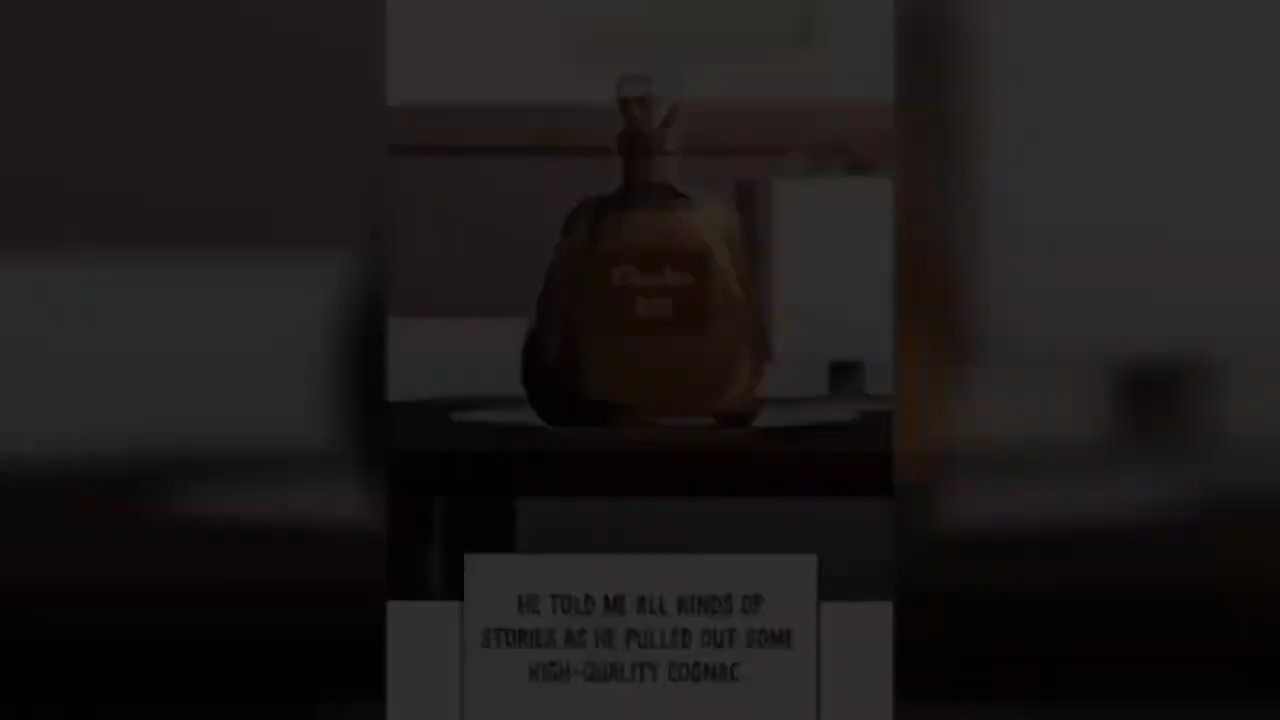 HE TOLD ME ALL KINDS OF
STORIES AS HE PULLED OUT SOME
HIGH-QUALITY COGNAC.